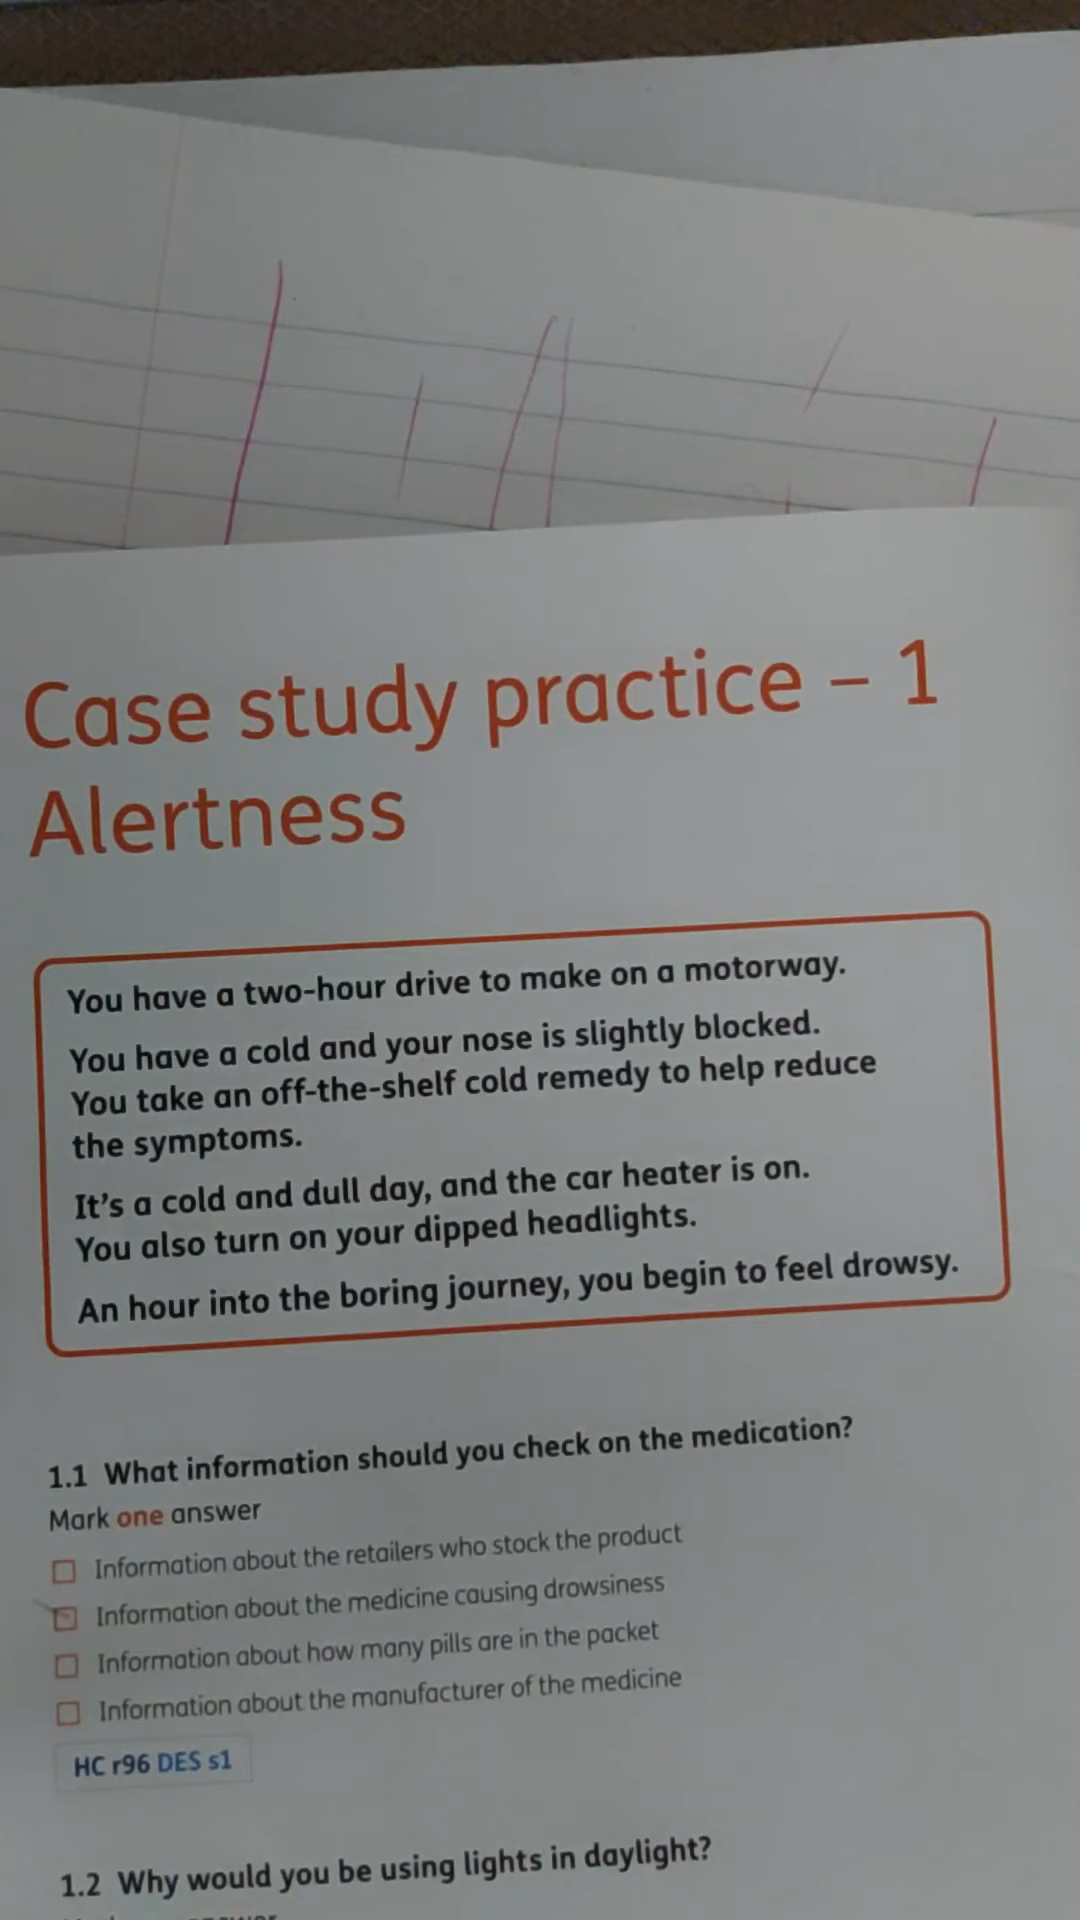 Case study practice – 1
Alertness
You have a two-hour drive to make on a motorway.
You have a cold and your nose is slightly blocked.
You take an off-the-shelf cold remedy to help reduce
the symptoms.
It's a cold and dull day, and the car heater is on.
You also turn on your dipped headlights.
An hour into the boring journey, you begin to feel drowsy.
1.1 What information should you check on the medication?
Mark one answer
Information about the retailers who stock the product
Information about the medicine causing drowsiness
Information about how many pills are in the packet
Information about the manufacturer of the medicine
HC r96 DES s1
1.2 Why would you be using lights in daylight?